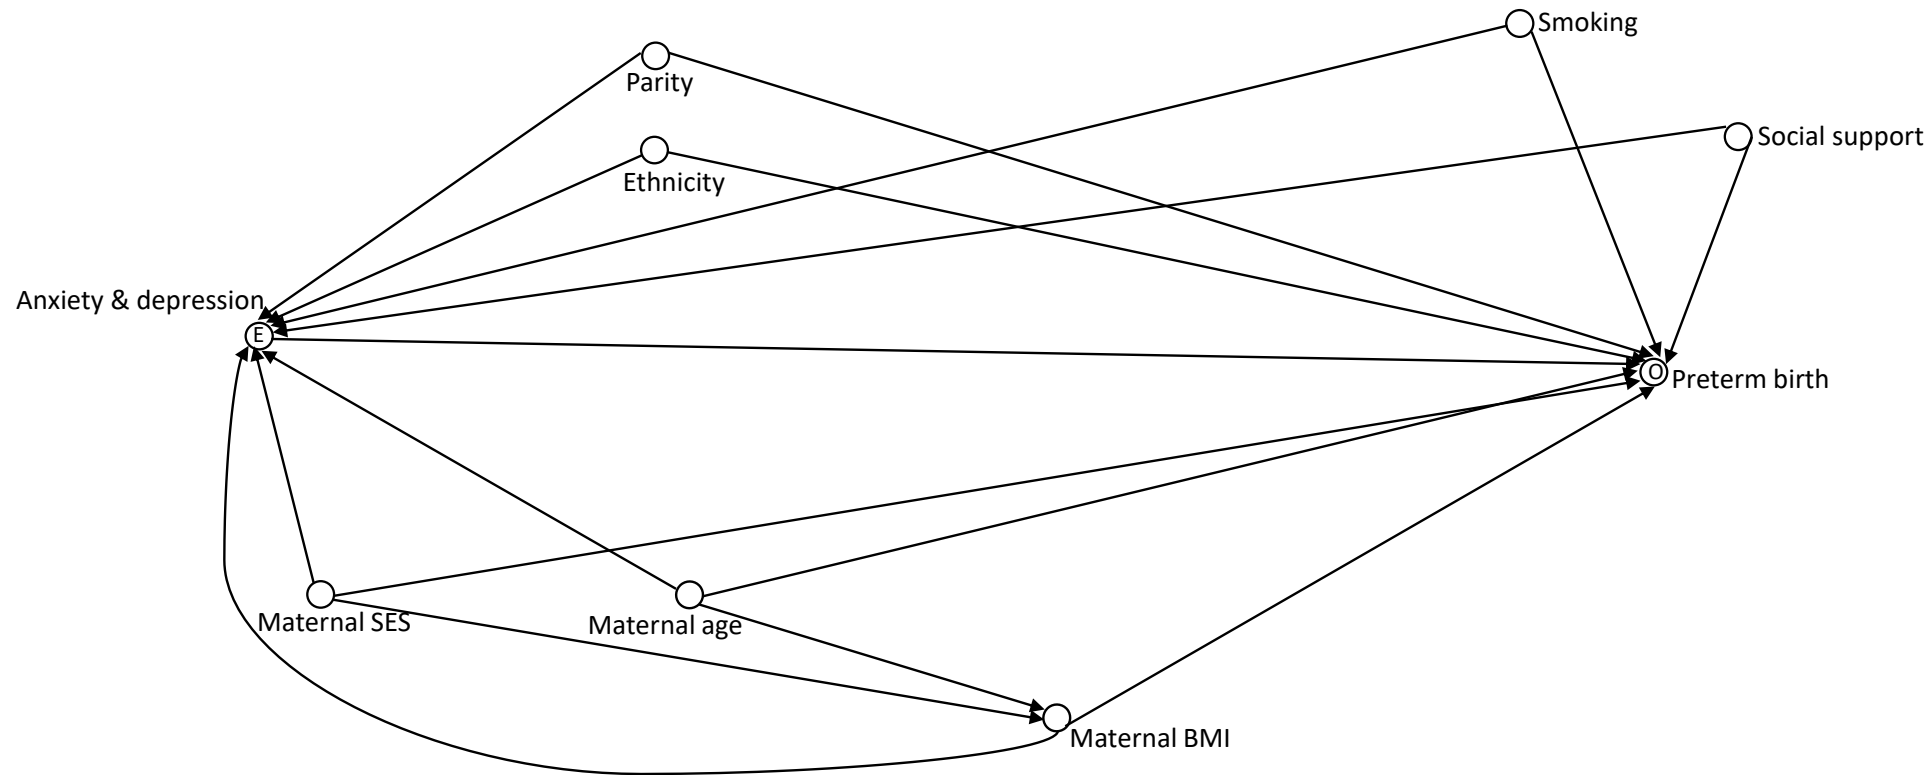 Smoking
Parity
Social support
Ethnicity
Anxiety & depression
E
O
Preterm birth
Maternal SES
Maternal age
Maternal BMI